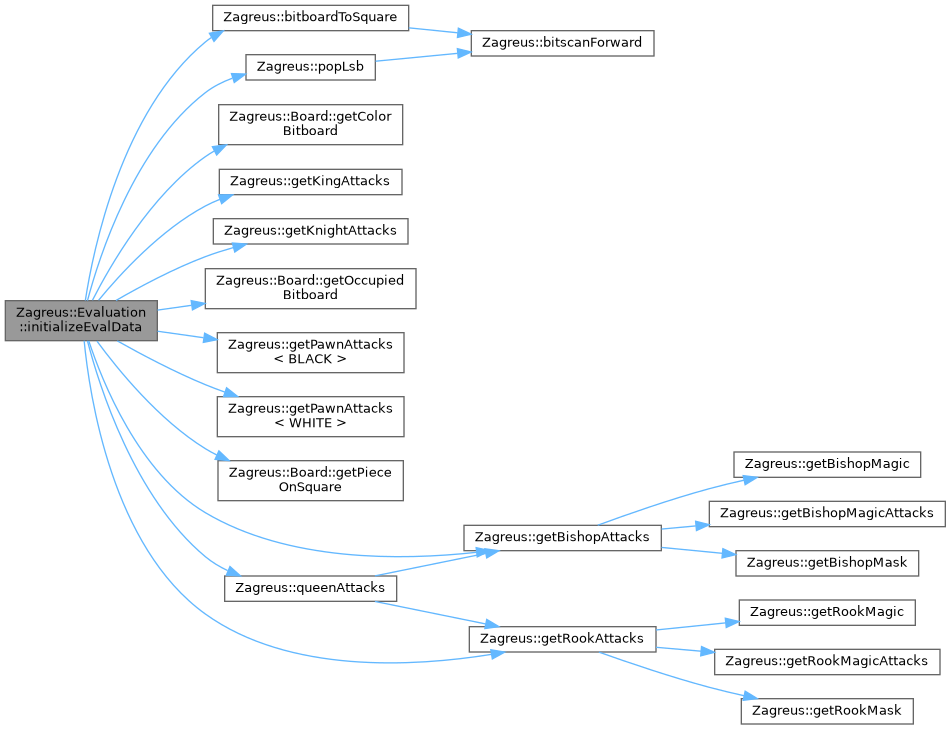 Zagreus::bitboardToSquare
Zagreus::bitscanForward
Zagreus::popLsb
Zagreus::Board::getColor
Bitboard
Zagreus::getKingAttacks
Zagreus::getKnightAttacks
Zagreus::Board::getOccupied
Bitboard
Zagreus::Evaluation
::initializeEvalData
Zagreus::getPawnAttacks
< BLACK >
Zagreus::getPawnAttacks
< WHITE >
Zagreus::Board::getPiece
OnSquare
Zagreus::getBishopMagic
Zagreus::getBishopMagicAttacks
Zagreus::getBishopAttacks
Zagreus::getBishopMask
Zagreus::queenAttacks
Zagreus::getRookMagic
Zagreus::getRookAttacks
Zagreus::getRookMagicAttacks
Zagreus::getRookMask